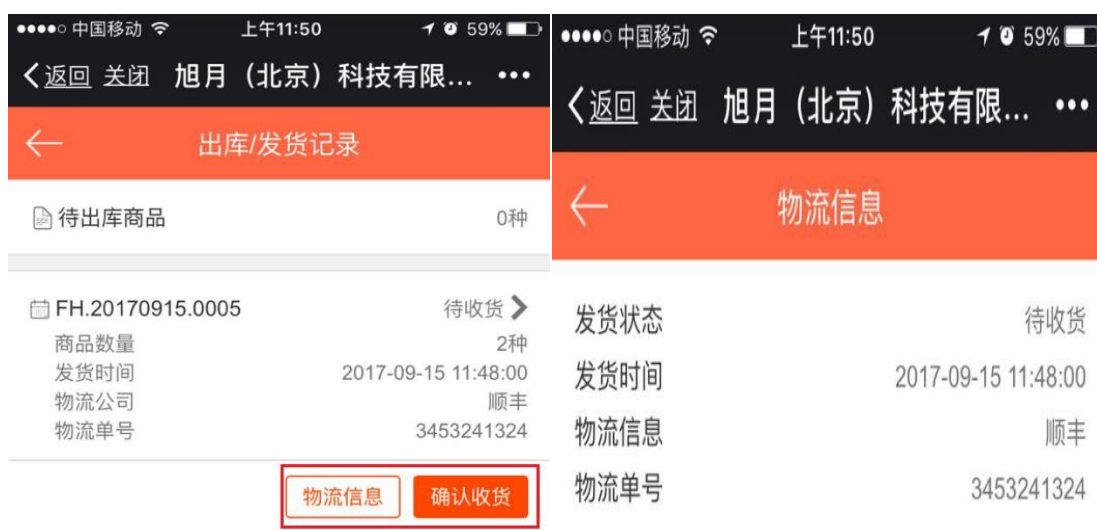 中国移动 上午11:50 59%
返回 关闭 旭月（北京）科技有限...
出库/发货记录
待出库商品 0种
FH.20170915.0005 待收货
商品数量 2种
发货时间 2017-09-15 11:48:00
物流公司 顺丰
物流单号 3453241324
物流信息 确认收货
中国移动 上午11:50 59%
返回 关闭 旭月（北京）科技有限...
物流信息
发货状态 待收货
发货时间 2017-09-15 11:48:00
物流信息 顺丰
物流单号 3453241324